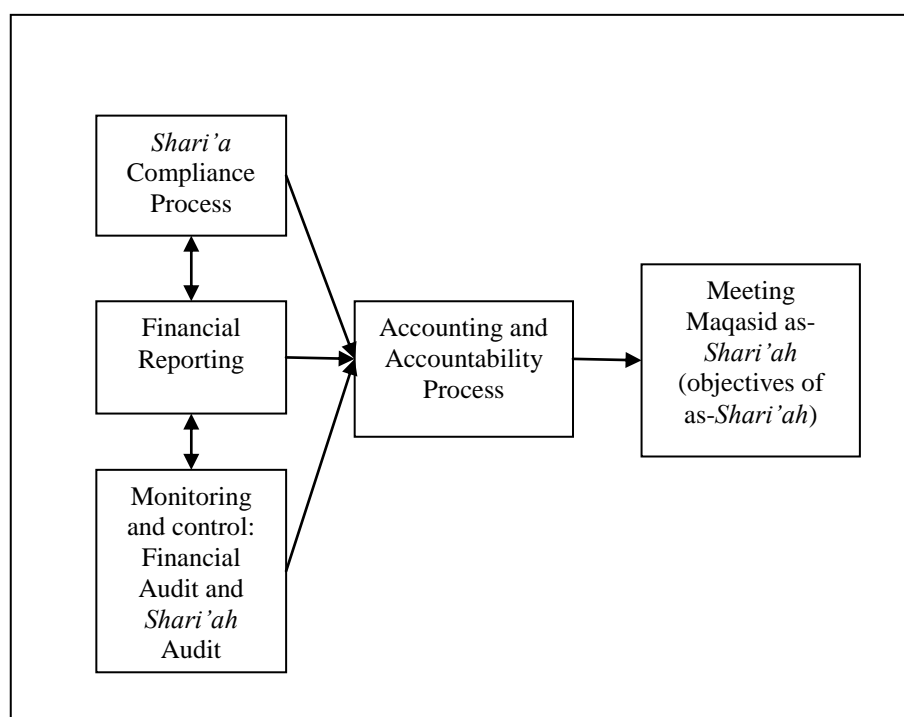 Shari’a
Compliance
Process
Financial
Reporting
Monitoring
and control:
Financial
Audit and
Shari’ah
Audit
Accounting and
Accountability
Process
Meeting
Maqasid as-
Shari’ah
(objectives of
as-Shari’ah)